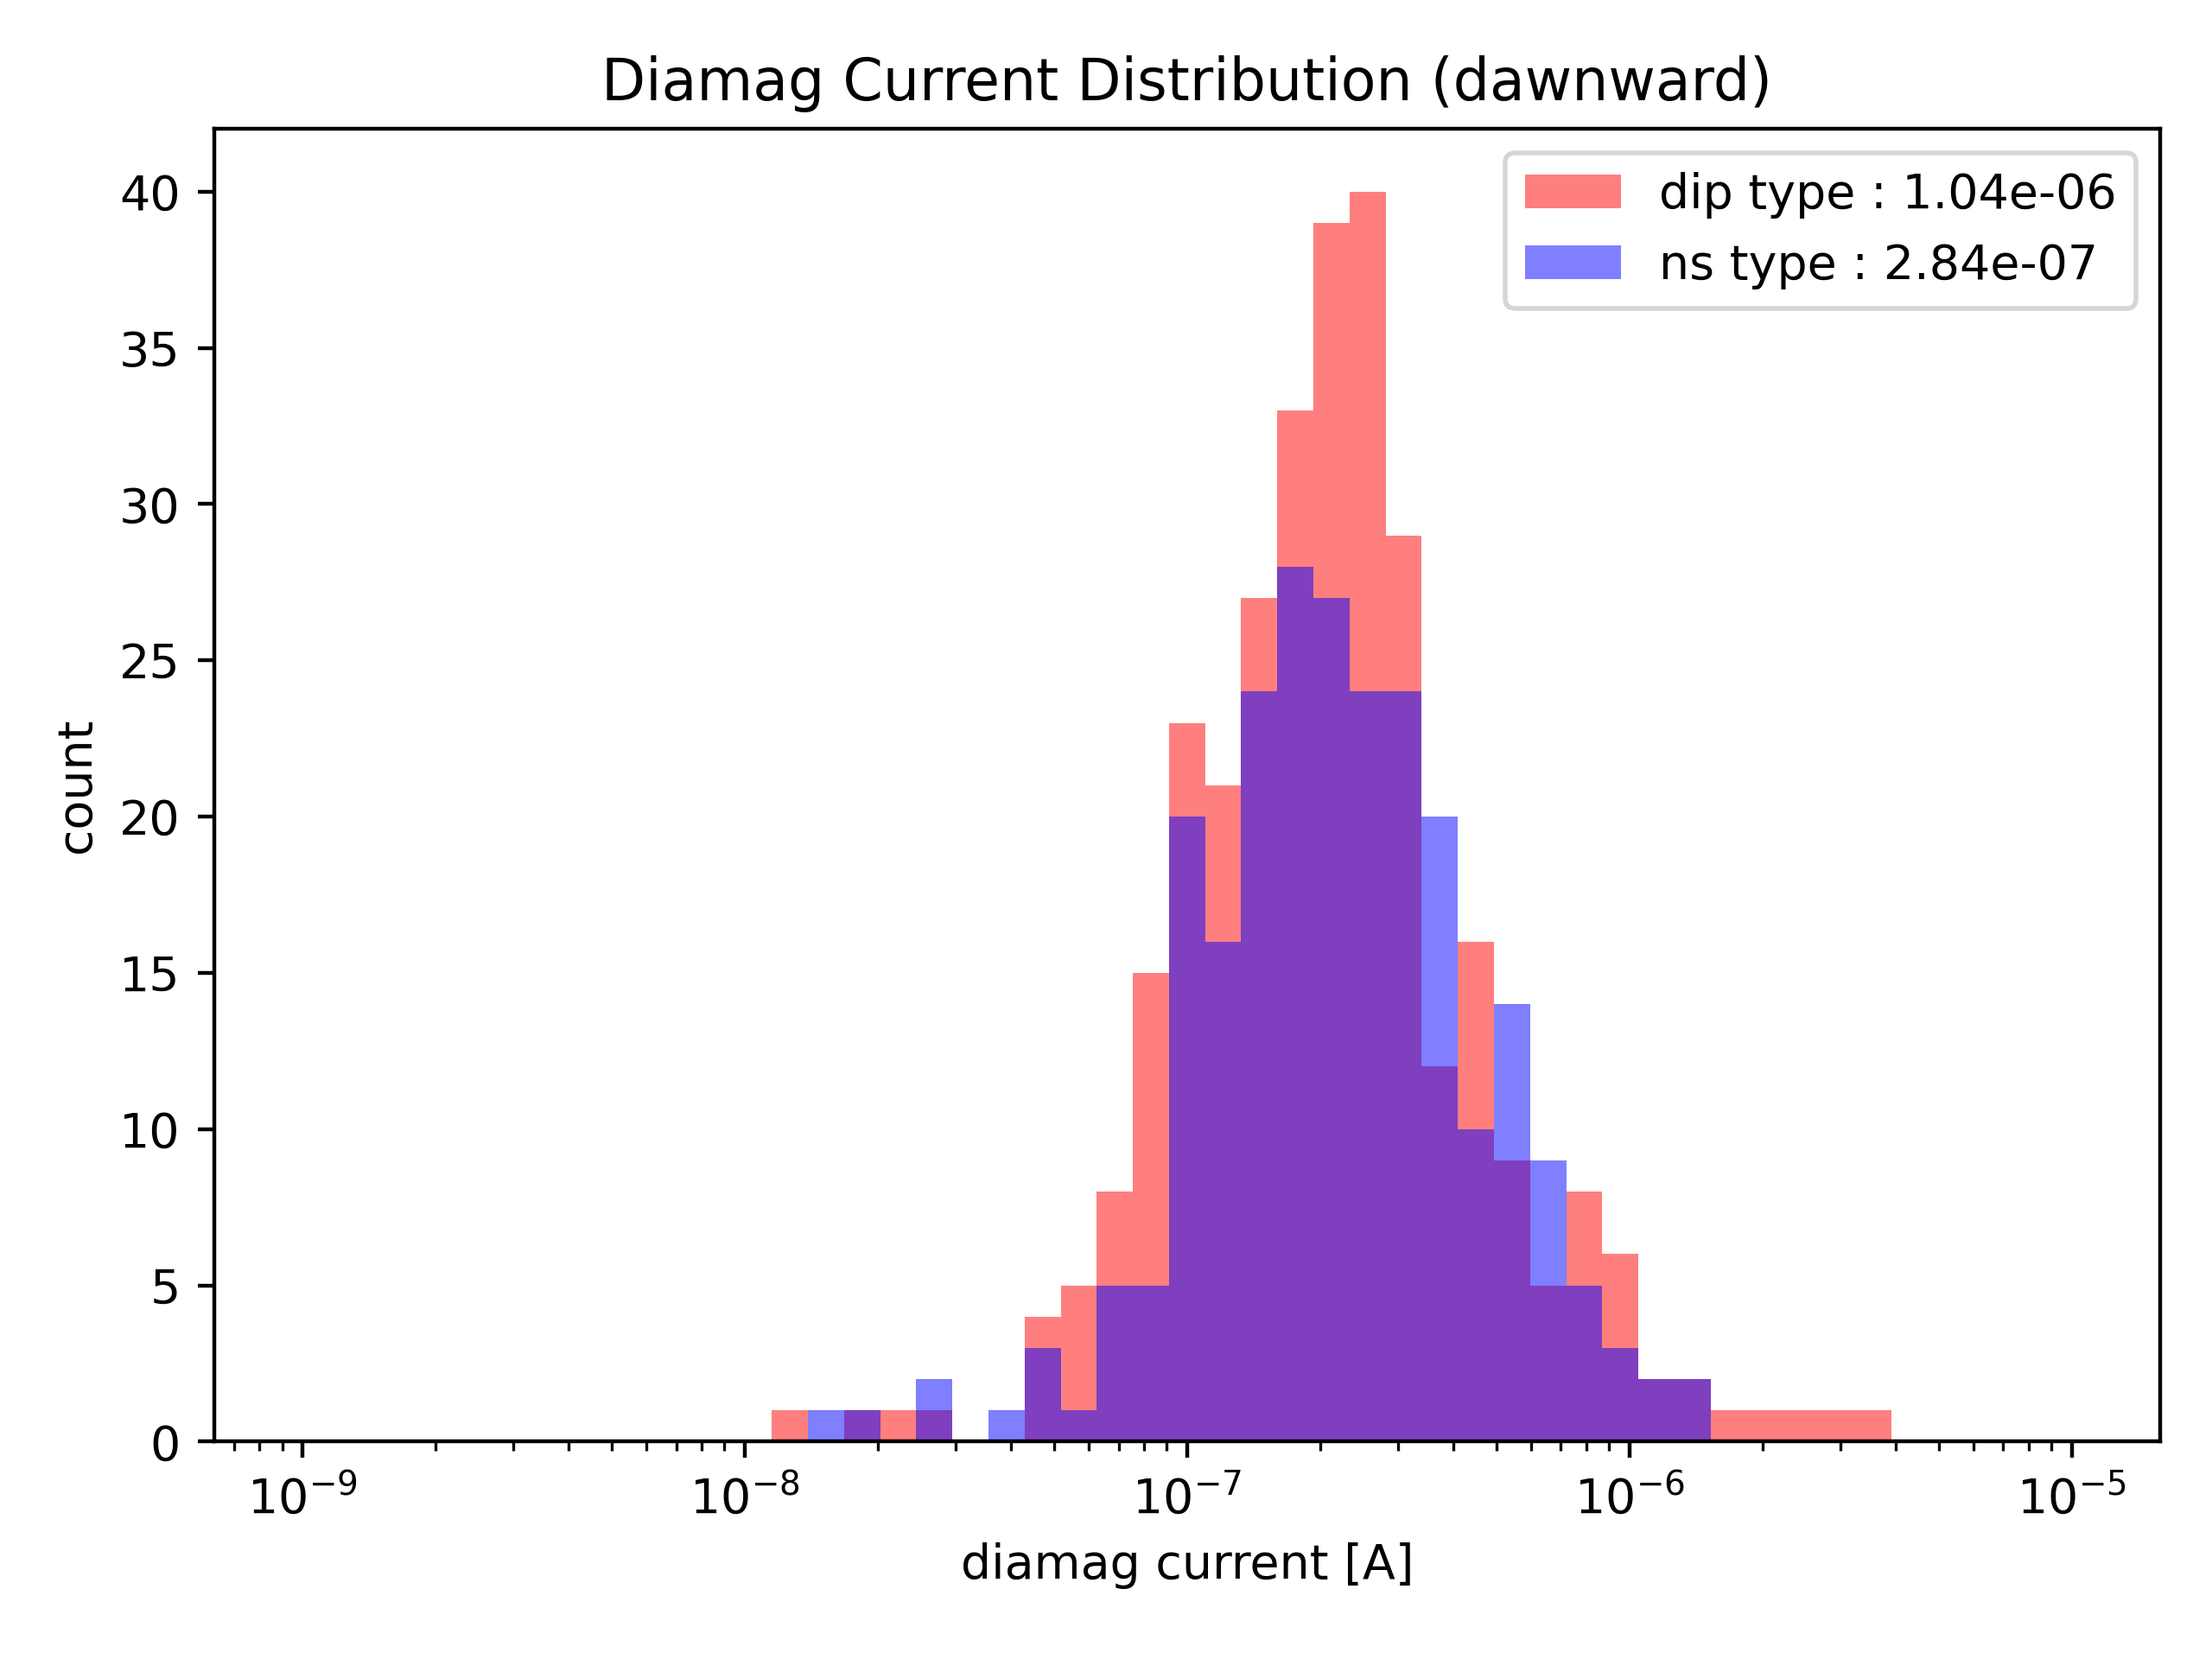 Diamag Current Distribution (dawnward)
dip type : 1.04e-06
ns type : 2.84e-07
count
40
35
30
25
20
15
10
5
0
10⁻⁹ 10⁻⁸ 10⁻⁷ 10⁻⁶ 10⁻⁵
diamag current [A]